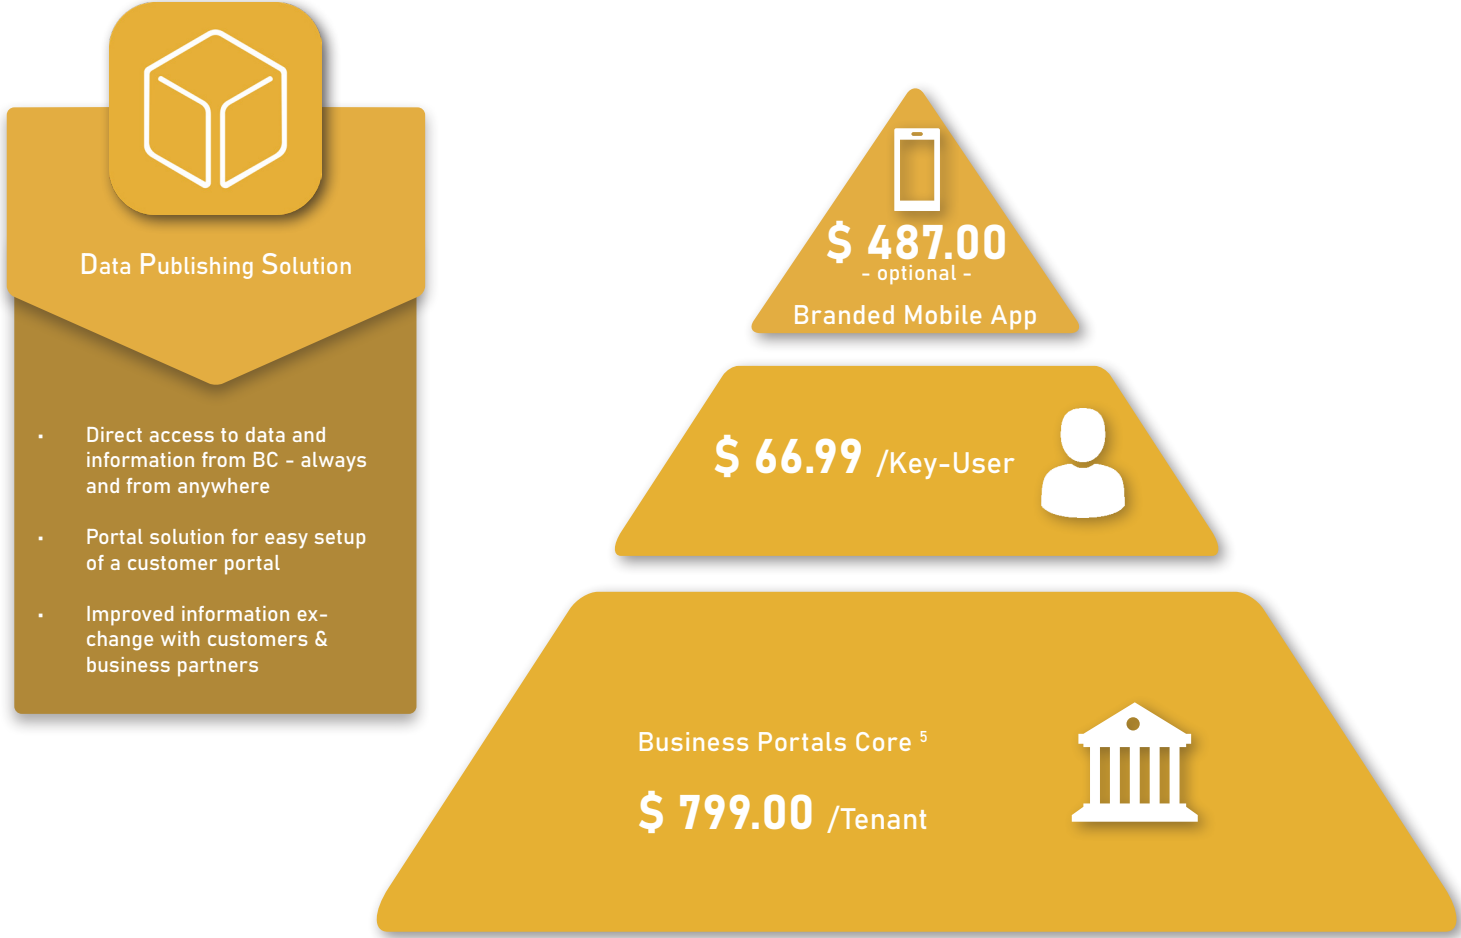 Data Publishing Solution
▪ Direct access to data and
information from BC - always
and from anywhere
▪ Portal solution for easy setup
of a customer portal
▪ Improved information ex-
change with customers &
business partners
$ 487.00
- optional -
Branded Mobile App
$ 66.99 /Key-User
Business Portals Core 5
$ 799.00 /Tenant